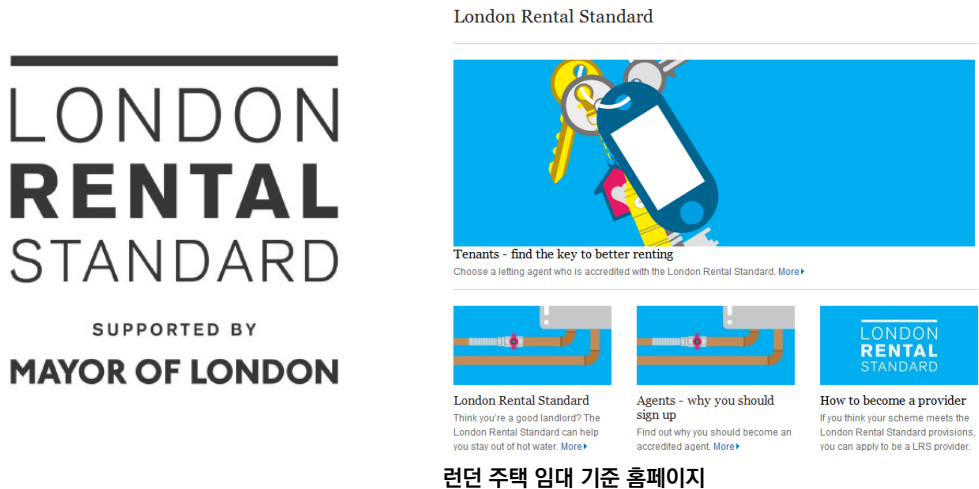 LONDON
RENTAL
STANDARD
SUPPORTED BY
MAYOR OF LONDON
London Rental Standard
Tenants - find the key to better renting
Choose a letting agent who is accredited with the London Rental Standard. More
London Rental Standard
Think you're a good landlord? The
London Rental Standard can help
you stay out of hot water. More
Agents - why you should
sign up
Find out why you should become an
accredited agent. More
LONDON
RENTAL
STANDARD
How to become a provider
If you think your scheme meets the
London Rental Standard provisions,
you can apply to be a LRS provider.
런던 주택 임대 기준 홈페이지